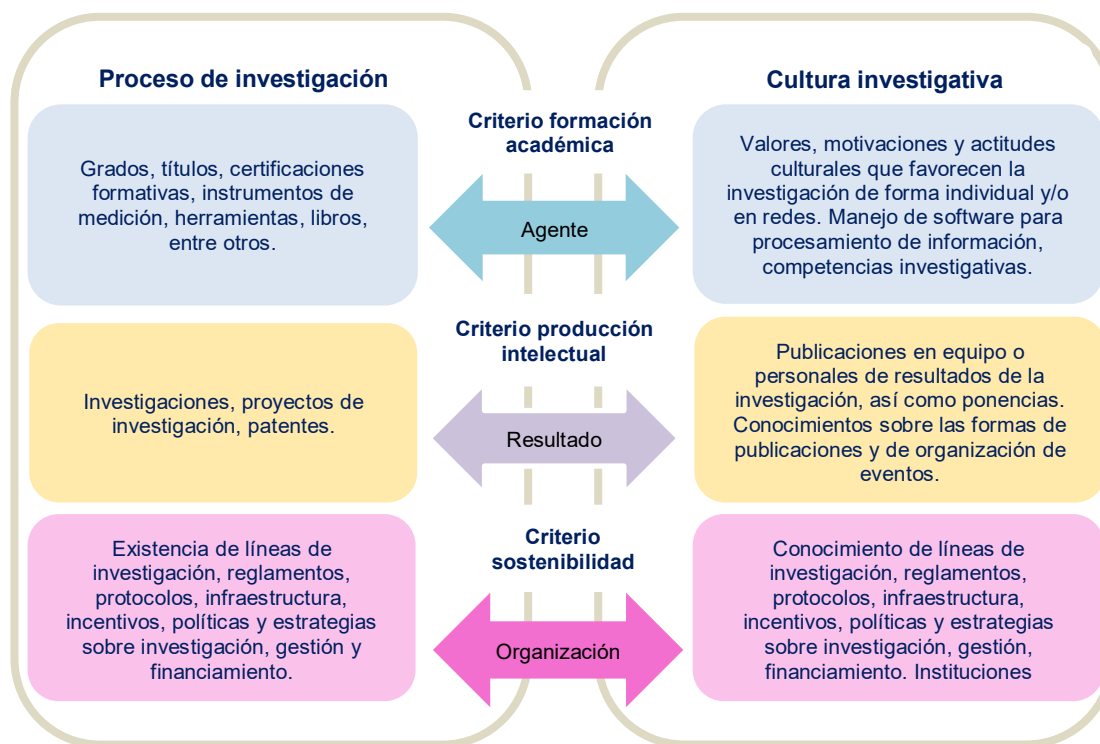 Proceso de investigación
Cultura investigativa
Criterio formación
académica
Grados, títulos, certificaciones
formativas, instrumentos de
medición, herramientas, libros,
entre otros.
Agente
Valores, motivaciones y actitudes
culturales que favorecen la
investigación de forma individual y/o
en redes. Manejo de software para
procesamiento de información,
competencias investigativas.
Criterio producción
intelectual
Investigaciones, proyectos de
investigación, patentes.
Resultado
Publicaciones en equipo o
personales de resultados de la
investigación, así como ponencias.
Conocimientos sobre las formas de
publicaciones y de organización de
eventos.
Criterio
sostenibilidad
Existencia de líneas de
investigación, reglamentos,
protocolos, infraestructura,
incentivos, políticas y estrategias
sobre investigación, gestión y
financiamiento.
Organización
Conocimiento de líneas de
investigación, reglamentos,
protocolos, infraestructura,
incentivos, políticas y estrategias
sobre investigación, gestión,
financiamiento. Instituciones